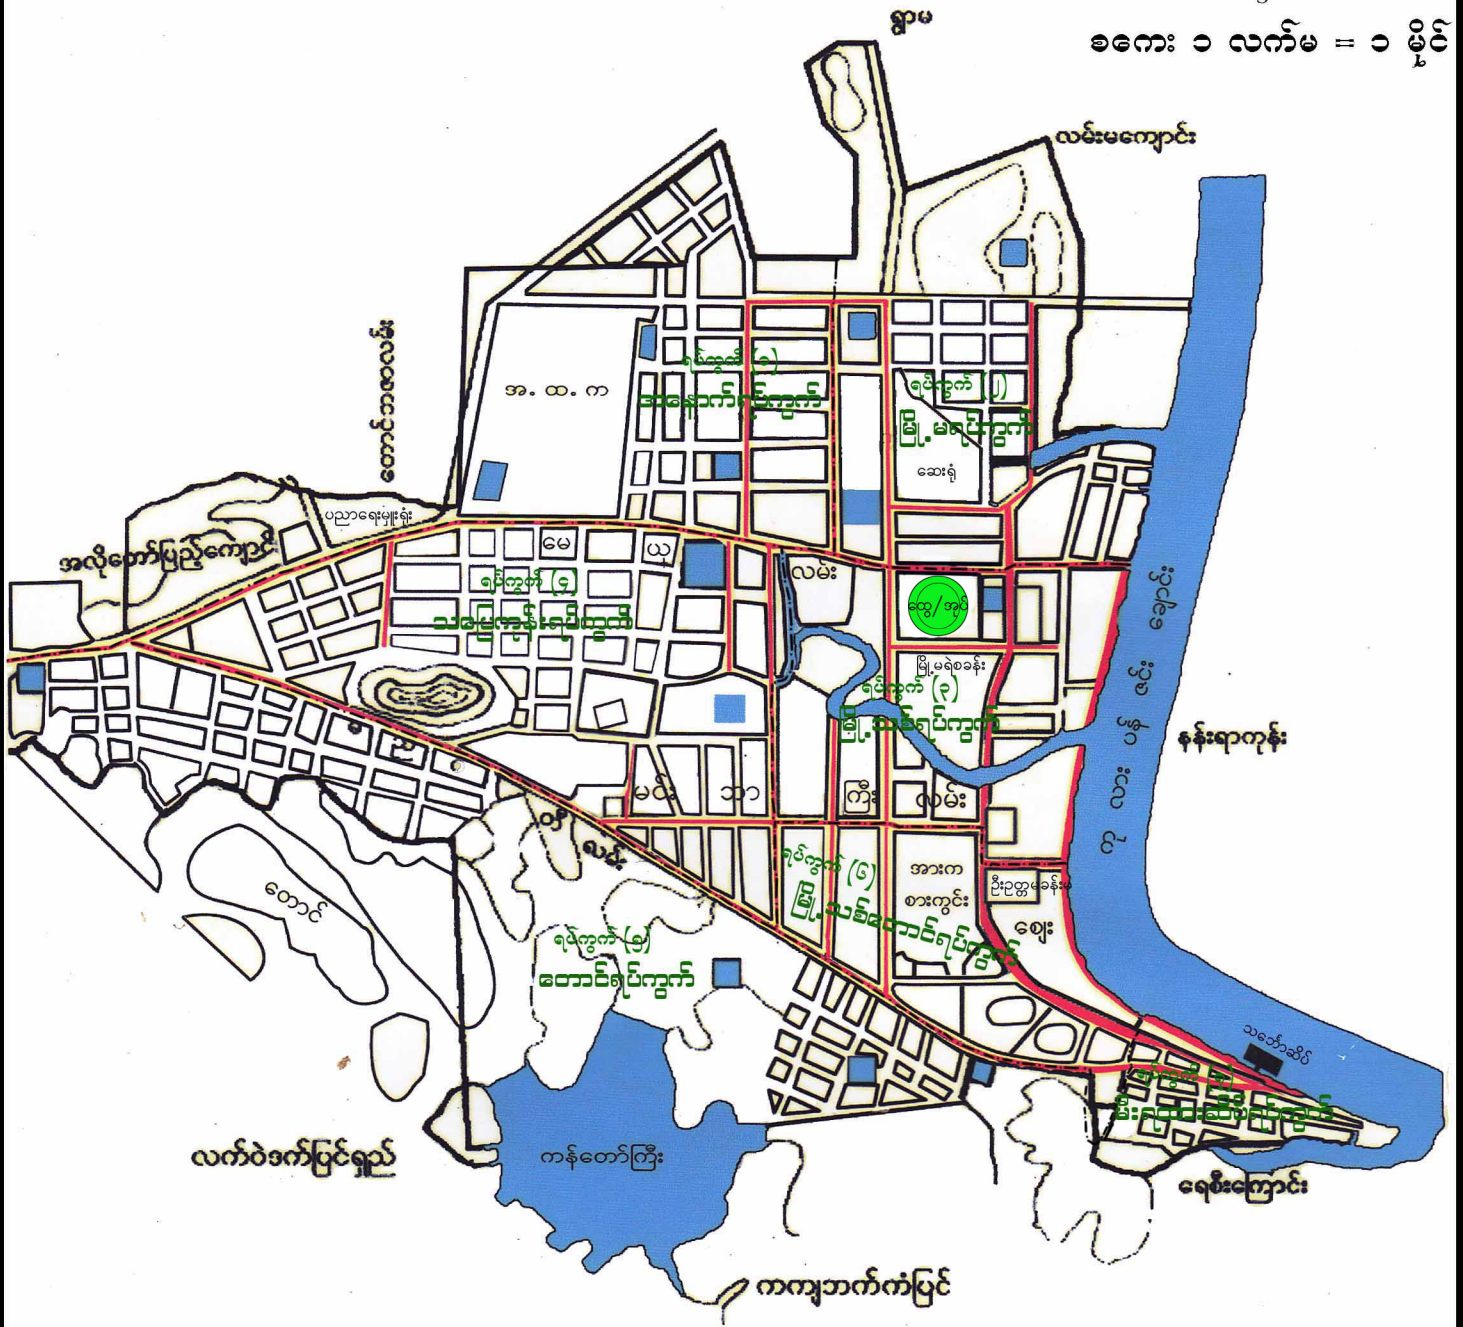 ရွာမ
စကေး ၁ လက်မ = ၁ မိုင်
လမ်းမကျောင်း
အ. ထ. က
ရပ်ကွက် (၁)
အနောက်ရပ်ကွက်
ရပ်ကွက် (၂)
မြို့မရပ်ကွက်
ဆေးရုံ
ပညာရေးမှူးရုံး
အလိုတော်ပြည့်ကျောင်း
မေ
ယု
လမ်း
ရပ်ကွက် (၄)
သပြေကုန်းရပ်ကွက်
ထွေ/အုပ်
မြို့မရဲစခန်း
ရပ်ကွက် (၃)
မြို့သစ်ရပ်ကွက်
နန်းရာကုန်း
မင်း
ဘာ
ကြီး
လမ်း
လမ်း
ရပ်ကွက် (၆)
မြို့သစ်တောင်ရပ်ကွက်
အားက
စားကွင်း
ဦးဥတ္တမခန်းမ
ဈေး
တောင်
ရပ်ကွက် (၅)
တောင်ရပ်ကွက်
သင်္ဘောဆိပ်
ရပ်ကွက် (၇)
မီးရထားဆိပ်ရပ်ကွက်
လက်ဝဲဒက်ပြင်ရှည်
ကန်တော်ကြီး
ရေစီးကြောင်း
ကကျဘက်ကံပြင်